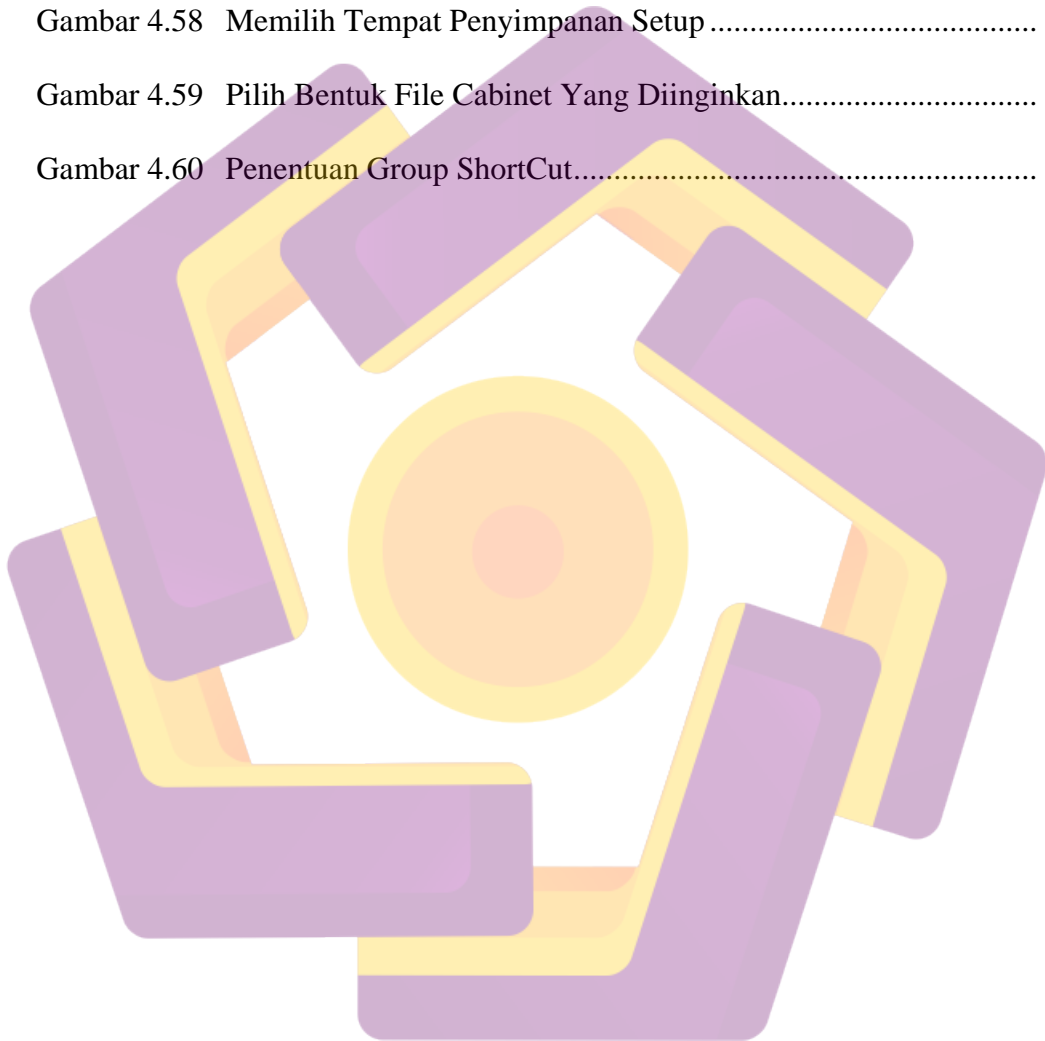 Gambar 4.58 Memilih Tempat Penyimpanan Setup ....................................
Gambar 4.59 Pilih Bentuk File Cabinet Yang Diinginkan............................
Gambar 4.60 Penentuan Group ShortCut...................................................